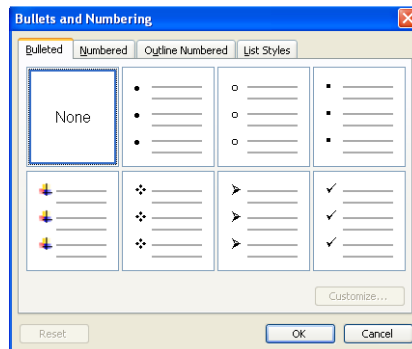 Bullets and Numbering
Bulleted Numbered Outline Numbered List Styles
None
Customize...
Reset OK Cancel